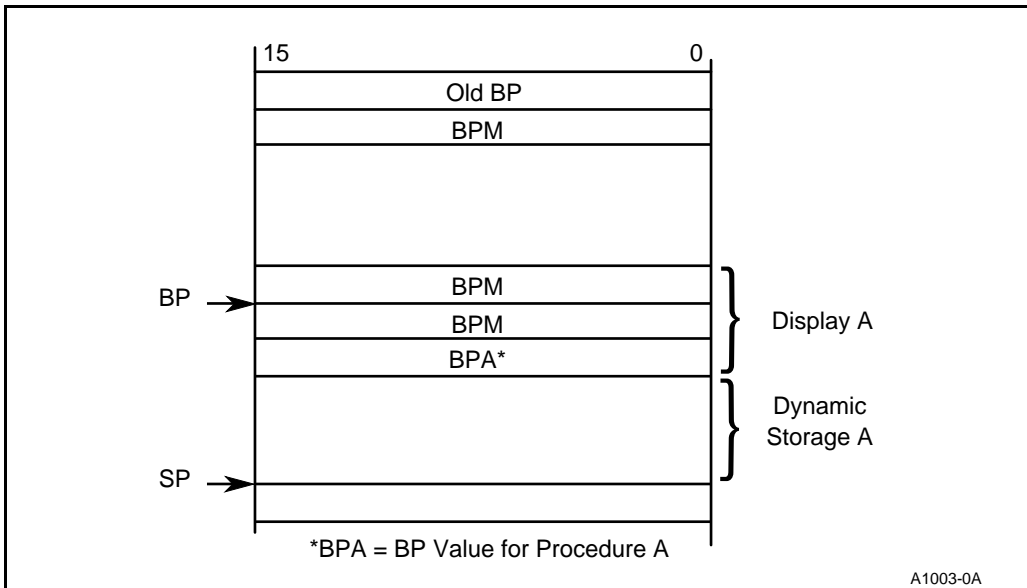 15 0
Old BP
BPM
BPM
BP
BPM
Display A
BPA*
Dynamic
Storage A
SP
*BPA = BP Value for Procedure A
A1003-0A